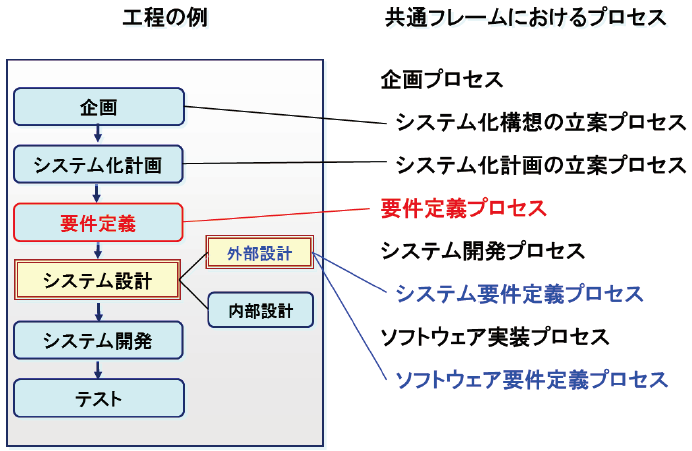 工程の例
共通フレームにおけるプロセス
企画
システム化計画
要件定義
システム設計
外部設計
内部設計
システム開発
テスト
企画プロセス
システム化構想の立案プロセス
システム化計画の立案プロセス
要件定義プロセス
システム開発プロセス
システム要件定義プロセス
ソフトウェア実装プロセス
ソフトウェア要件定義プロセス